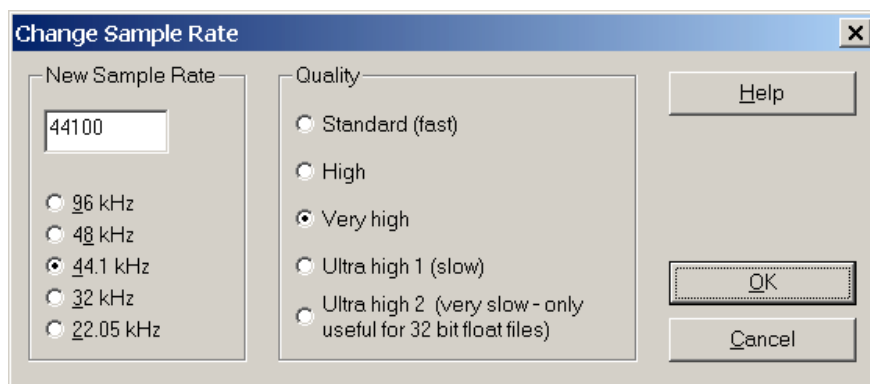 Change Sample Rate
New Sample Rate
44100
96 kHz
48 kHz
44.1 kHz
32 kHz
22.05 kHz
Quality
Standard (fast)
High
Very high
Ultra high 1 (slow)
Ultra high 2 (very slow - only
useful for 32 bit float files)
Help
OK
Cancel